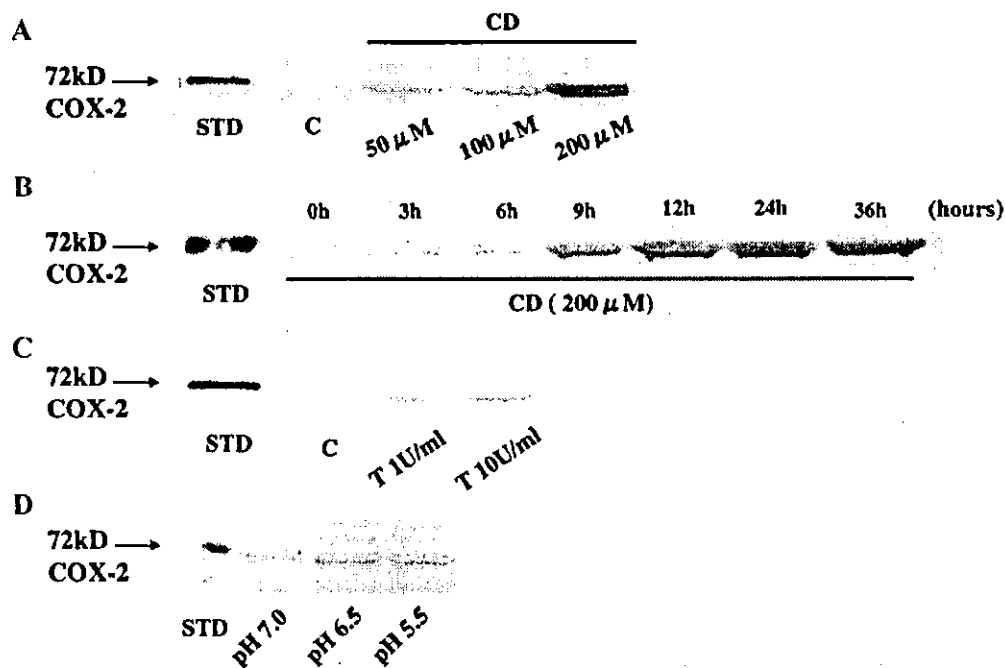 CD
A
72kD
COX-2
STD
C
50 μM
100 μM
200 μM
B
0h 3h 6h 9h 12h 24h 36h (hours)
72kD
COX-2
STD
CD ( 200 μM)
C
72kD
COX-2
STD
C
T 1U/ml
T 10U/ml
D
72kD
COX-2
STD
pH 7.0
pH 6.5
pH 5.5